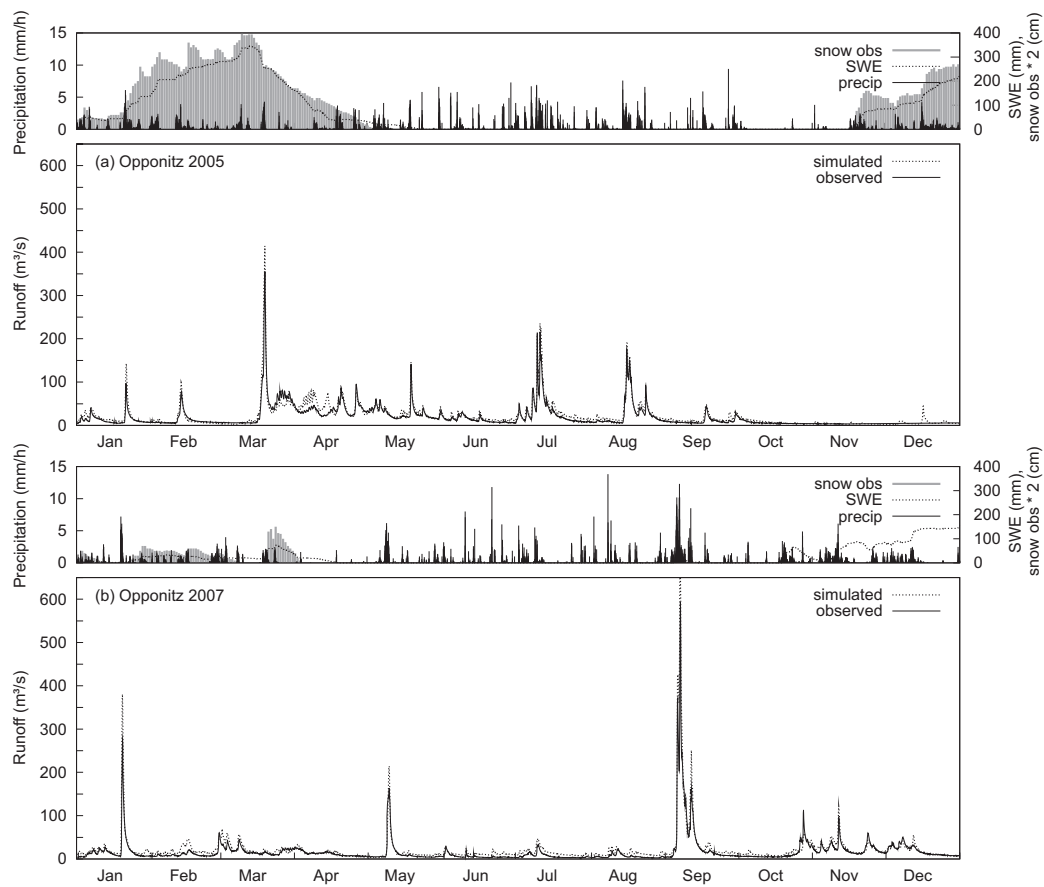 Precipitation (mm/h)
15
10
5
0
snow obs
SWE
precip
400
300
200
100
0
SWE (mm),
snow obs * 2 (cm)
(a) Opponitz 2005
simulated
observed
Runoff (m³/s)
600
500
400
300
200
100
0
Jan Feb Mar Apr May Jun Jul Aug Sep Oct Nov Dec
Precipitation (mm/h)
15
10
5
0
snow obs
SWE
precip
400
300
200
100
0
SWE (mm),
snow obs * 2 (cm)
(b) Opponitz 2007
simulated
observed
Runoff (m³/s)
600
500
400
300
200
100
0
Jan Feb Mar Apr May Jun Jul Aug Sep Oct Nov Dec